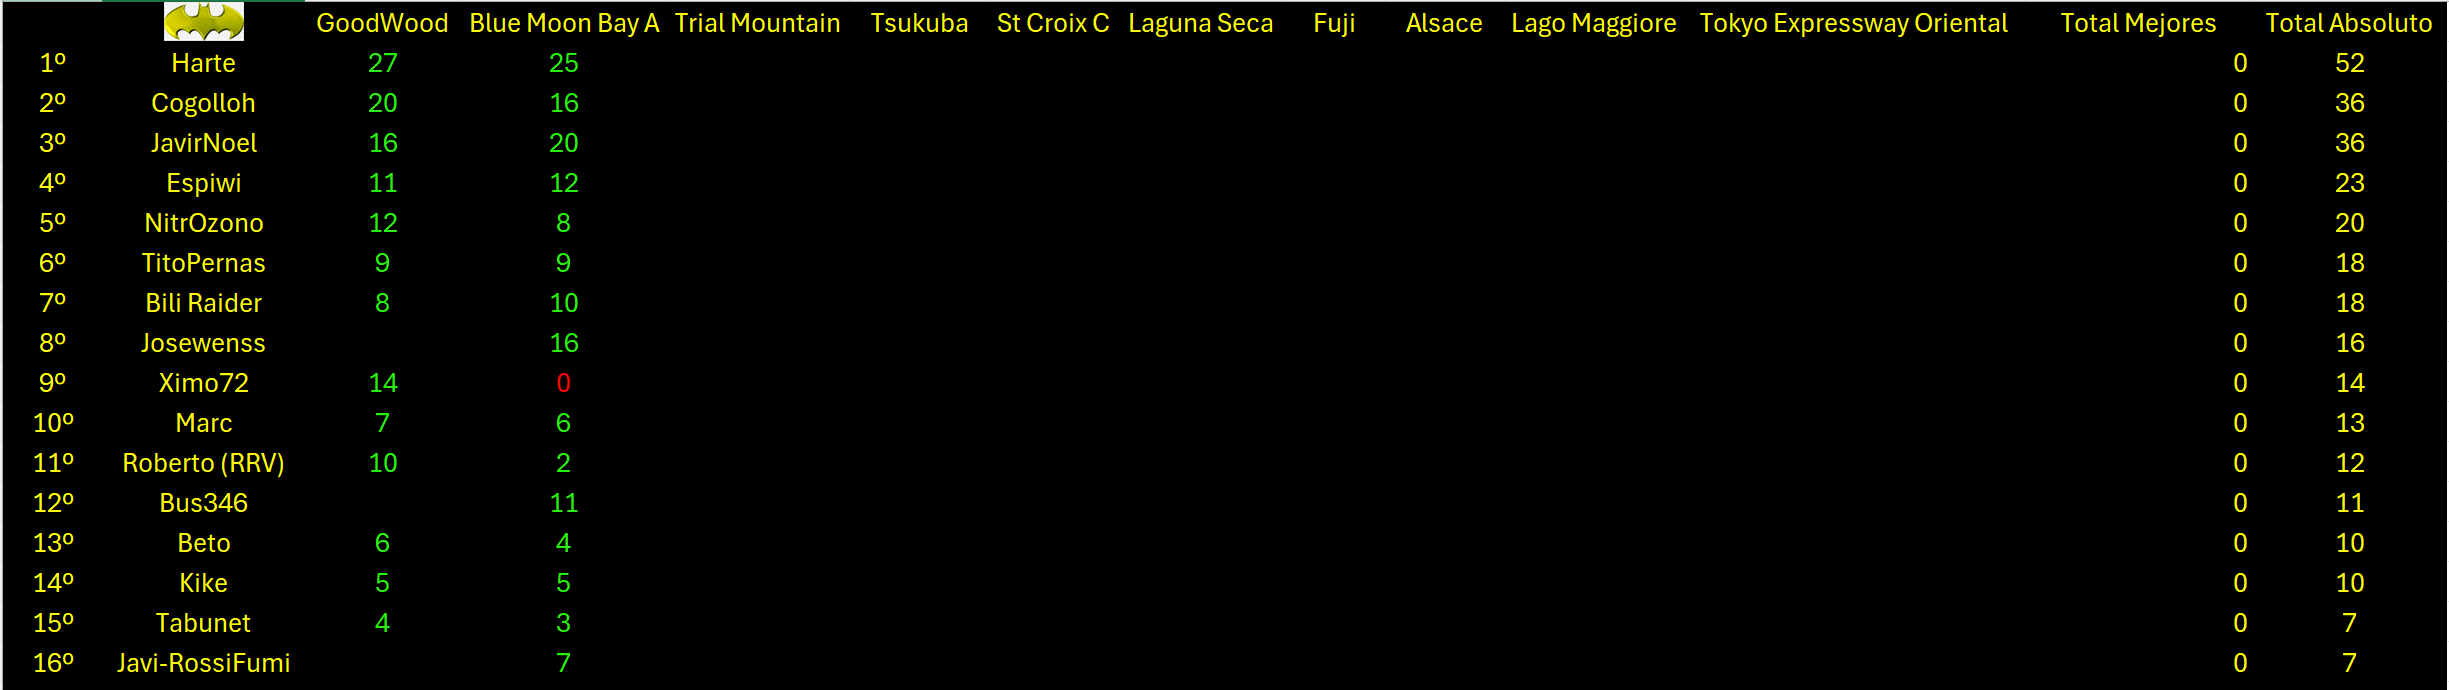 GoodWood Blue Moon Bay A Trial Mountain Tsukuba St Croix C Laguna Seca Fuji Alsace Lago Maggiore Tokyo Expressway Oriental Total Mejores Total Absoluto
1º Harte 27 25 0 52
2º Cogolloh 20 16 0 36
3º JavirNoel 16 20 0 36
4º Espiwi 11 12 0 23
5º NitrOzono 12 8 0 20
6º TitoPernas 9 9 0 18
7º Bili Raider 8 10 0 18
8º Josewenss 16 0 16
9º Ximo72 14 0 0 14
10º Marc 7 6 0 13
11º Roberto (RRV) 10 2 0 12
12º Bus346 11 0 11
13º Beto 6 4 0 10
14º Kike 5 5 0 10
15º Tabunet 4 3 0 7
16º Javi-RossiFumi 7 0 7